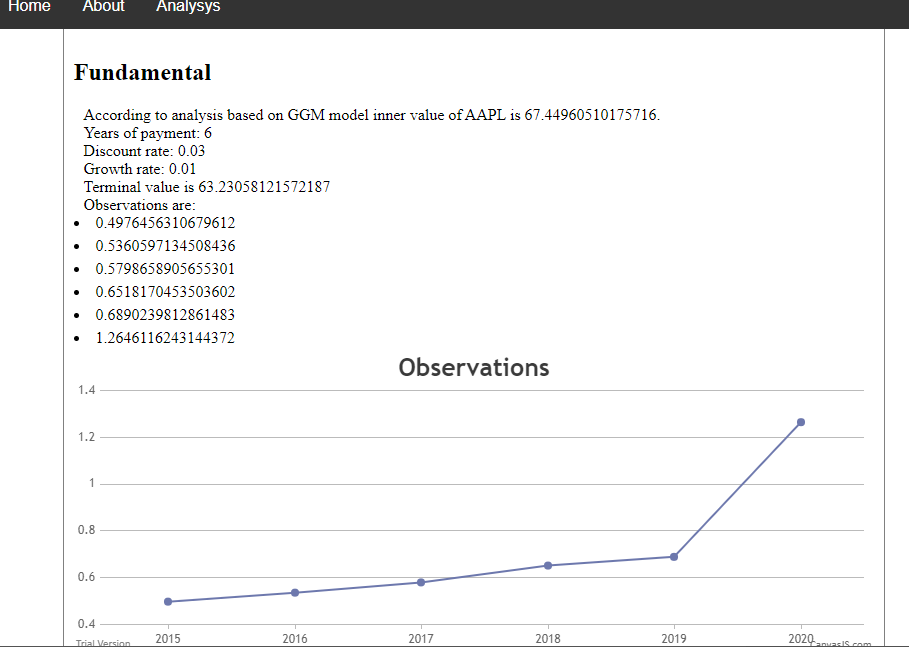 Home About Analysys
Fundamental
According to analysis based on GGM model inner value of AAPL is 67.44960510175716.
Years of payment: 6
Discount rate: 0.03
Growth rate: 0.01
Terminal value is 63.23058121572187
Observations are:
0.4976456310679612
0.5360597134508436
0.5798658905655301
0.6518170453503602
0.6890239812861483
1.2646116243144372
Observations
1.4
1.2
1
0.8
0.6
0.4
2015 2016 2017 2018 2019 2020
Trial Version CanvasJS.com